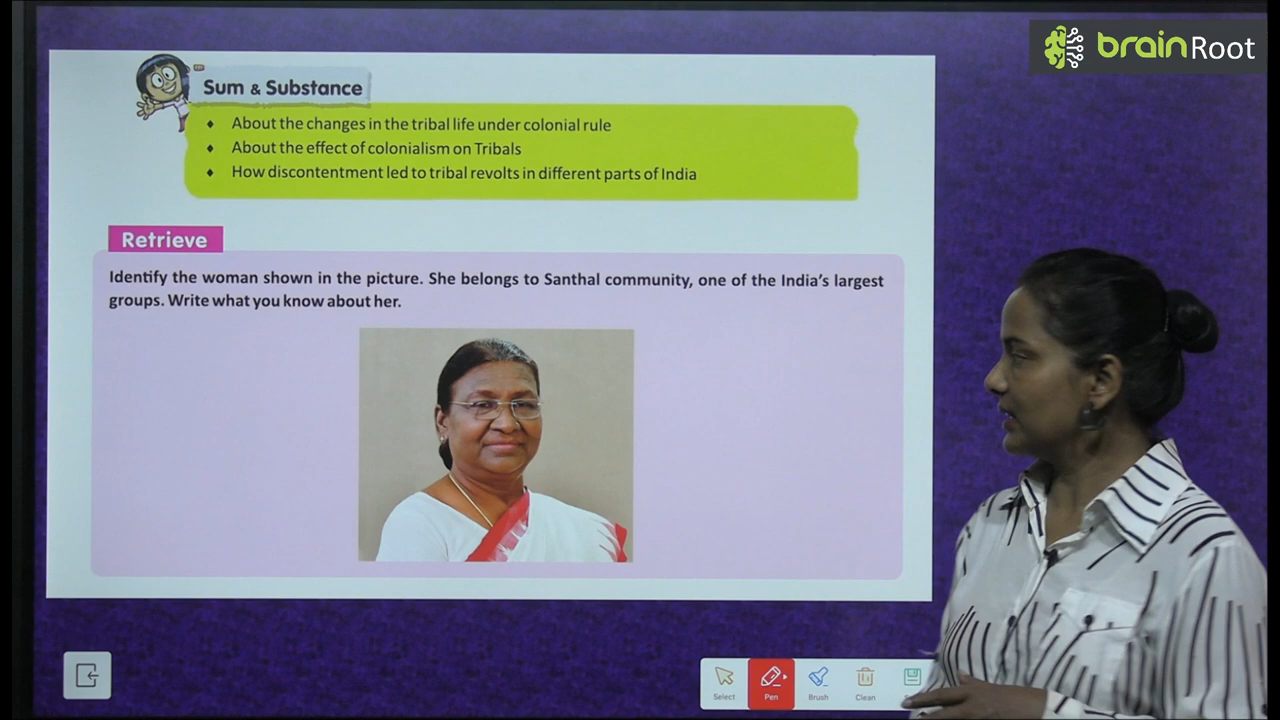 brainRoot
Sum & Substance
♦ About the changes in the tribal life under colonial rule
♦ About the effect of colonialism on Tribals
♦ How discontentment led to tribal revolts in different parts of India
Retrieve
Identify the woman shown in the picture. She belongs to Santhal community, one of the India's largest
groups. Write what you know about her.
Select Pen Brush Clean